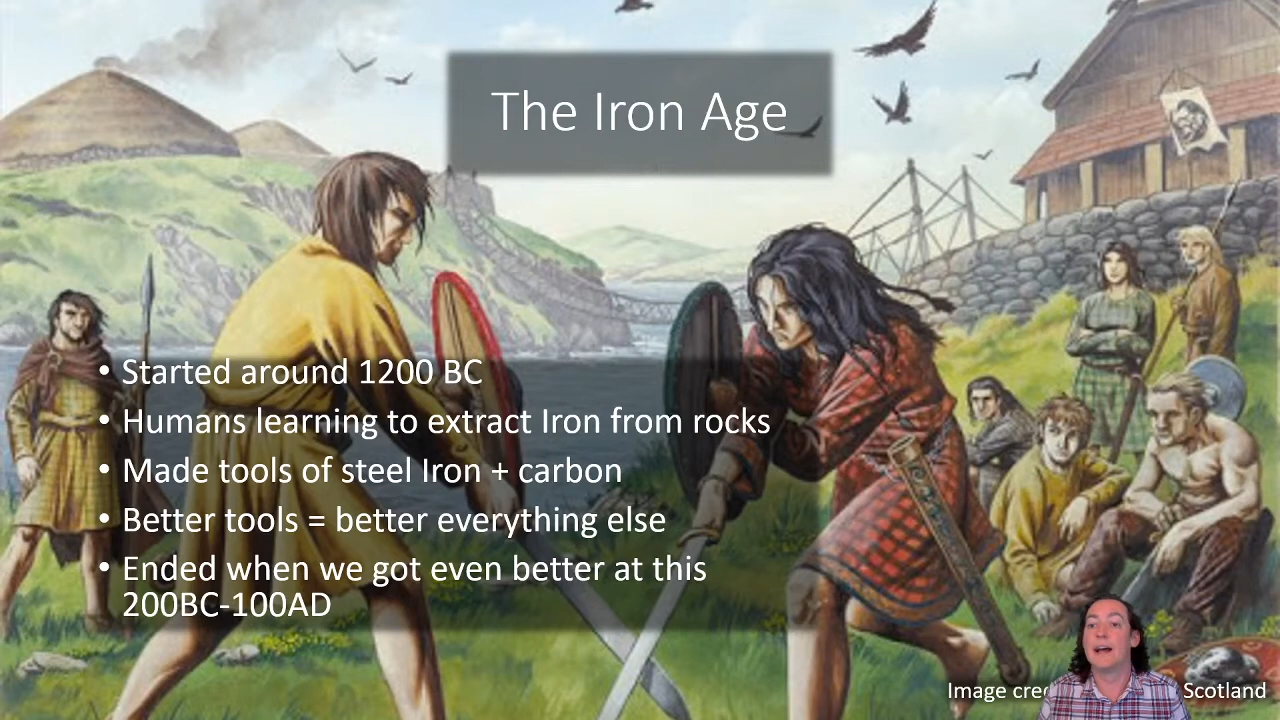 The Iron Age
• Started around 1200 BC
• Humans learning to extract Iron from rocks
• Made tools of steel Iron + carbon
• Better tools = better everything else
• Ended when we got even better at this
200BC-100AD
Image Scotland